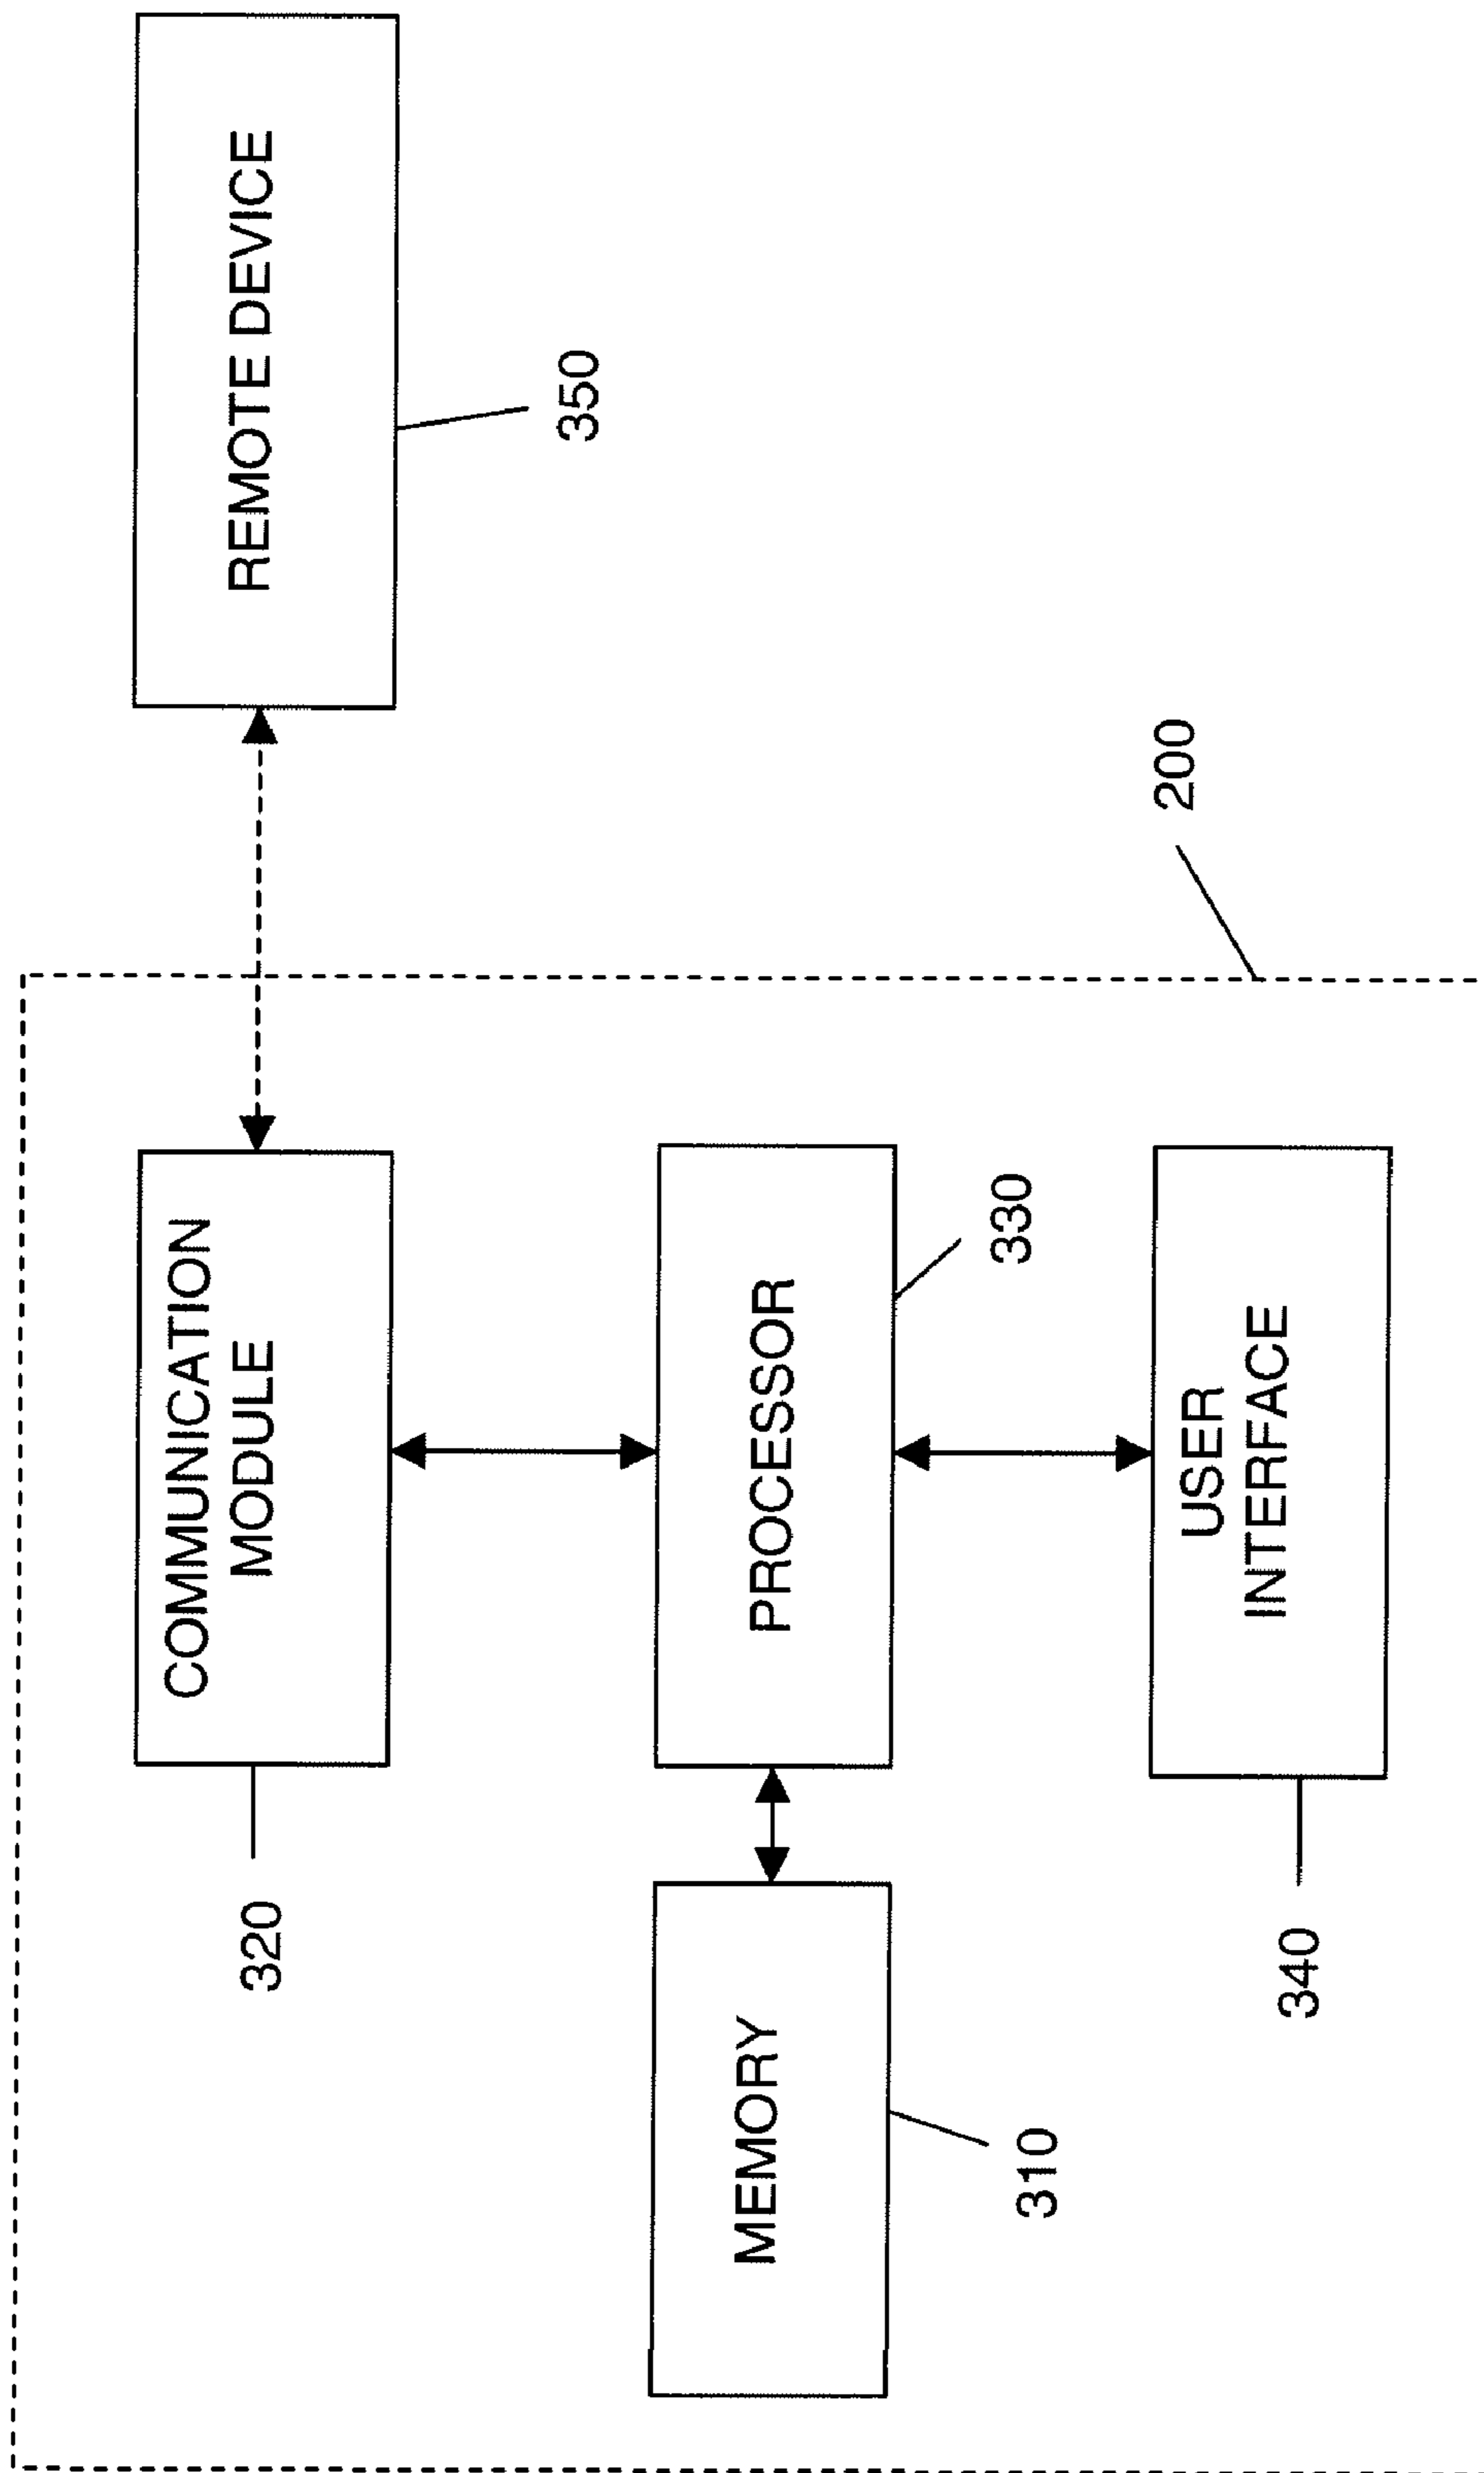 COMMUNICATION
MODULE
320
REMOTE DEVICE
350
MEMORY
310
PROCESSOR
330
200
USER
INTERFACE
340